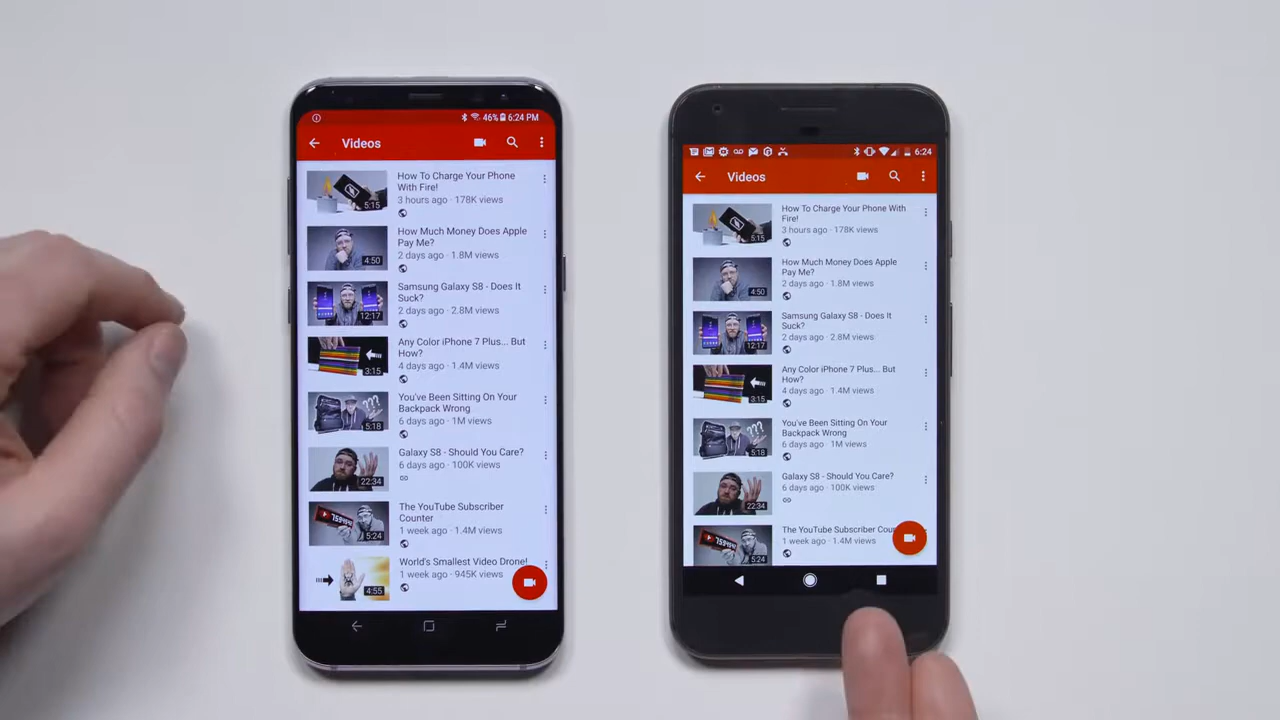 46% 6:24 PM
Videos
How To Charge Your Phone
With Fire!
3 hours ago · 178K views
5:15
How Much Money Does Apple
Pay Me?
2 days ago · 1.8M views
4:50
Samsung Galaxy S8 - Does It
Suck?
2 days ago · 2.8M views
12:17
Any Color iPhone 7 Plus... But
How?
4 days ago · 1.4M views
3:15
You've Been Sitting On Your
Backpack Wrong
6 days ago · 1M views
5:18
Galaxy S8 - Should You Care?
6 days ago · 100K views
22:34
The YouTube Subscriber
Counter
1 week ago · 1.4M views
5:24
World's Smallest Video Drone!
1 week ago · 945K views
4:55
6:24
Videos
How To Charge Your Phone With
Fire!
3 hours ago · 178K views
5:15
How Much Money Does Apple
Pay Me?
2 days ago · 1.8M views
4:50
Samsung Galaxy S8 - Does It
Suck?
2 days ago · 2.8M views
12:17
Any Color iPhone 7 Plus... But
How?
4 days ago · 1.4M views
3:15
You've Been Sitting On Your
Backpack Wrong
6 days ago · 1M views
5:18
Galaxy S8 - Should You Care?
6 days ago · 100K views
22:34
The YouTube Subscriber Coun
1 week ago · 1.4M views
5:24